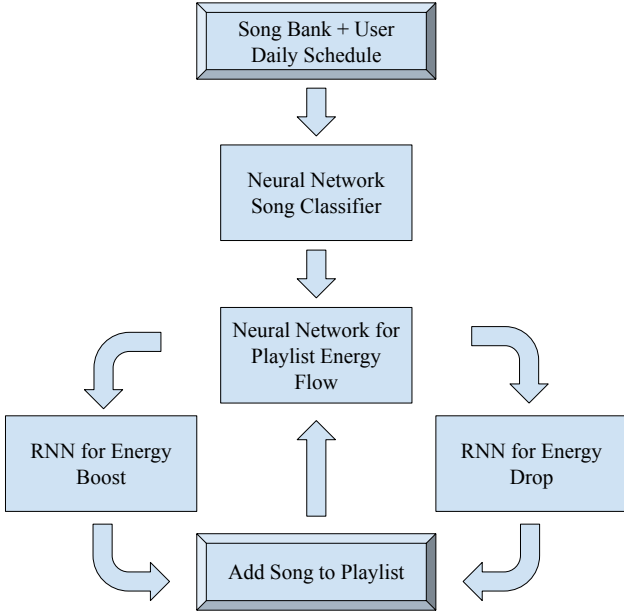 Song Bank + User
Daily Schedule
Neural Network
Song Classifier
Neural Network for
Playlist Energy
Flow
RNN for Energy
Boost
RNN for Energy
Drop
Add Song to Playlist